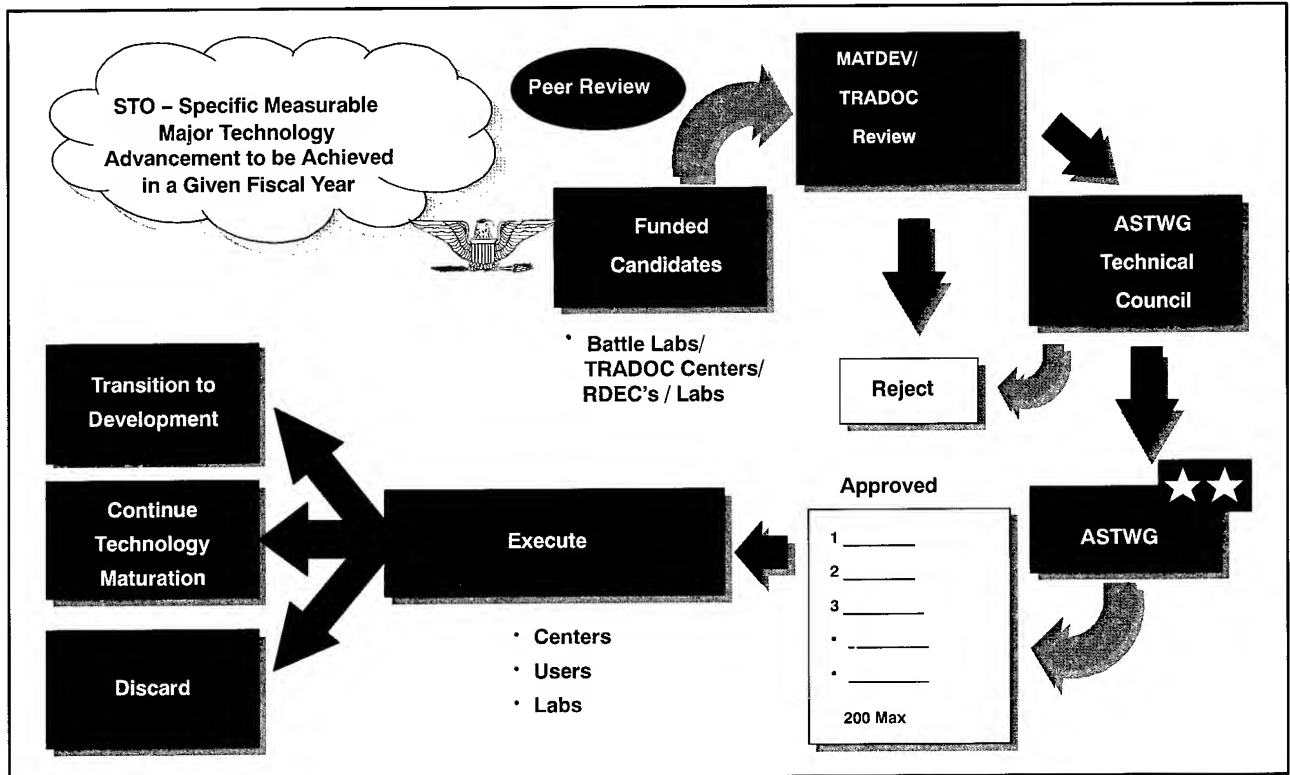 STO – Specific Measurable
Major Technology
Advancement to be Achieved
in a Given Fiscal Year
Peer Review
MATDEV/
TRADOC
Review
Funded
Candidates
• Battle Labs/
TRADOC Centers/
RDEC's / Labs
ASTWG
Technical
Council
Reject
ASTWG
Approved
1
2
3
•
•
200 Max
Execute
• Centers
• Users
• Labs
Transition to
Development
Continue
Technology
Maturation
Discard